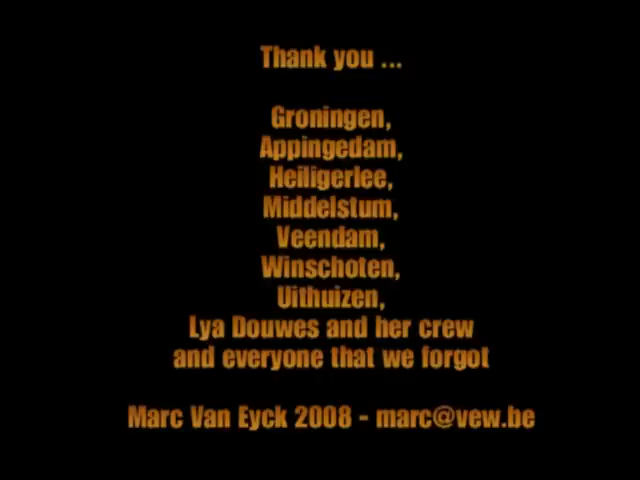 Thank you ...
Groningen,
Appingedam,
Heiligerlee,
Middelstum,
Veendam,
Winschoten,
Uithuizen,
Lya Douwes and her crew
and everyone that we forgot
Marc Van Eyck 2008 - marc@vew.be